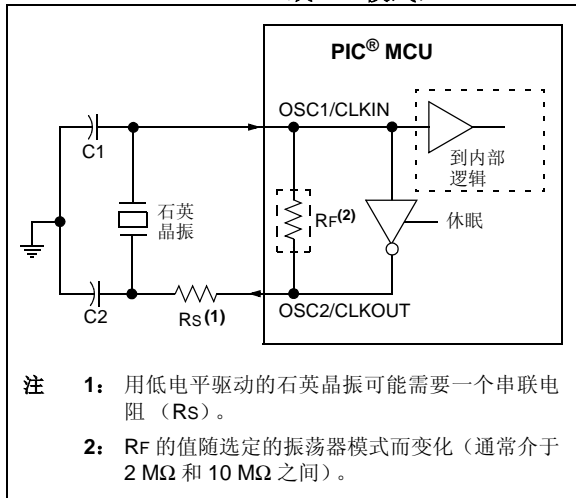 PIC® MCU
OSC1/CLKIN
C1
到内部
逻辑
石英
晶振
RF(2)
休眠
C2
RS(1)
OSC2/CLKOUT
注 1： 用低电平驱动的石英晶振可能需要一个串联电
阻 （RS）。
2： RF 的值随选定的振荡器模式而变化（通常介于
2 MΩ 和 10 MΩ 之间）。